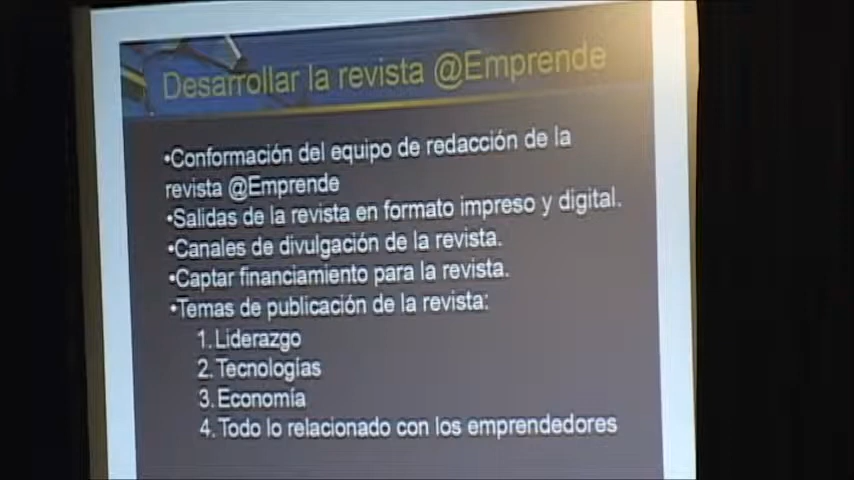 Desarrollar la revista @Emprende
•Conformación del equipo de redacción de la
revista @Emprende
•Salidas de la revista en formato impreso y digital.
•Canales de divulgación de la revista.
•Captar financiamiento para la revista.
•Temas de publicación de la revista:
1. Liderazgo
2. Tecnologías
3. Economía
4. Todo lo relacionado con los emprendedores